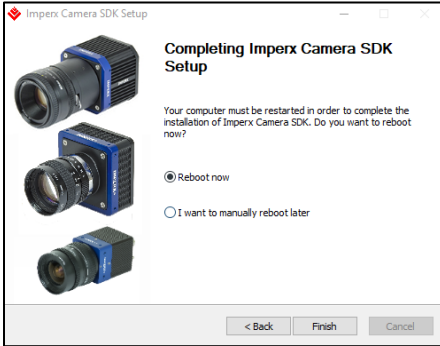 Imperx Camera SDK Setup
Completing Imperx Camera SDK
Setup
Your computer must be restarted in order to complete the
installation of Imperx Camera SDK. Do you want to reboot
now?
Reboot now
I want to manually reboot later
< Back
Finish
Cancel